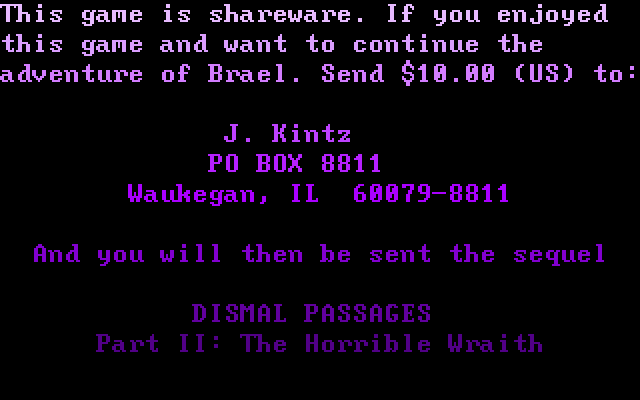 This game is shareware. If you enjoyed
this game and want to continue the
adventure of Brael. Send $10.00 (US) to:
J. Kintz
PO BOX 8811
Waukegan, IL  60079-8811
And you will then be sent the sequel
DISMAL PASSAGES
Part II: The Horrible Wraith